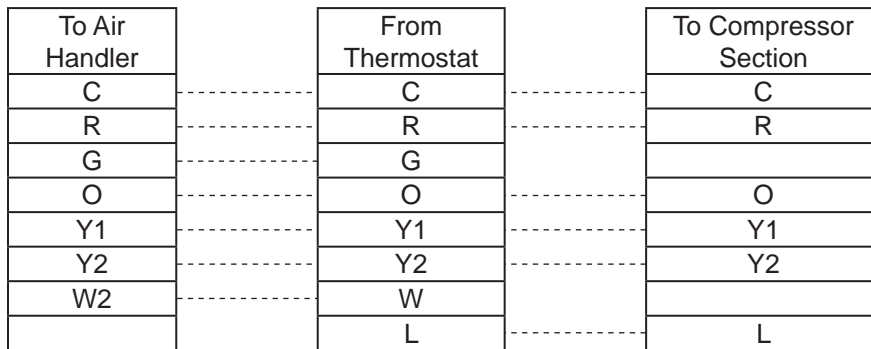 To Air
Handler
C
R
G
O
Y1
Y2
W2
From
Thermostat
C
R
G
O
Y1
Y2
W
L
To Compressor
Section
C
R
O
Y1
Y2
L